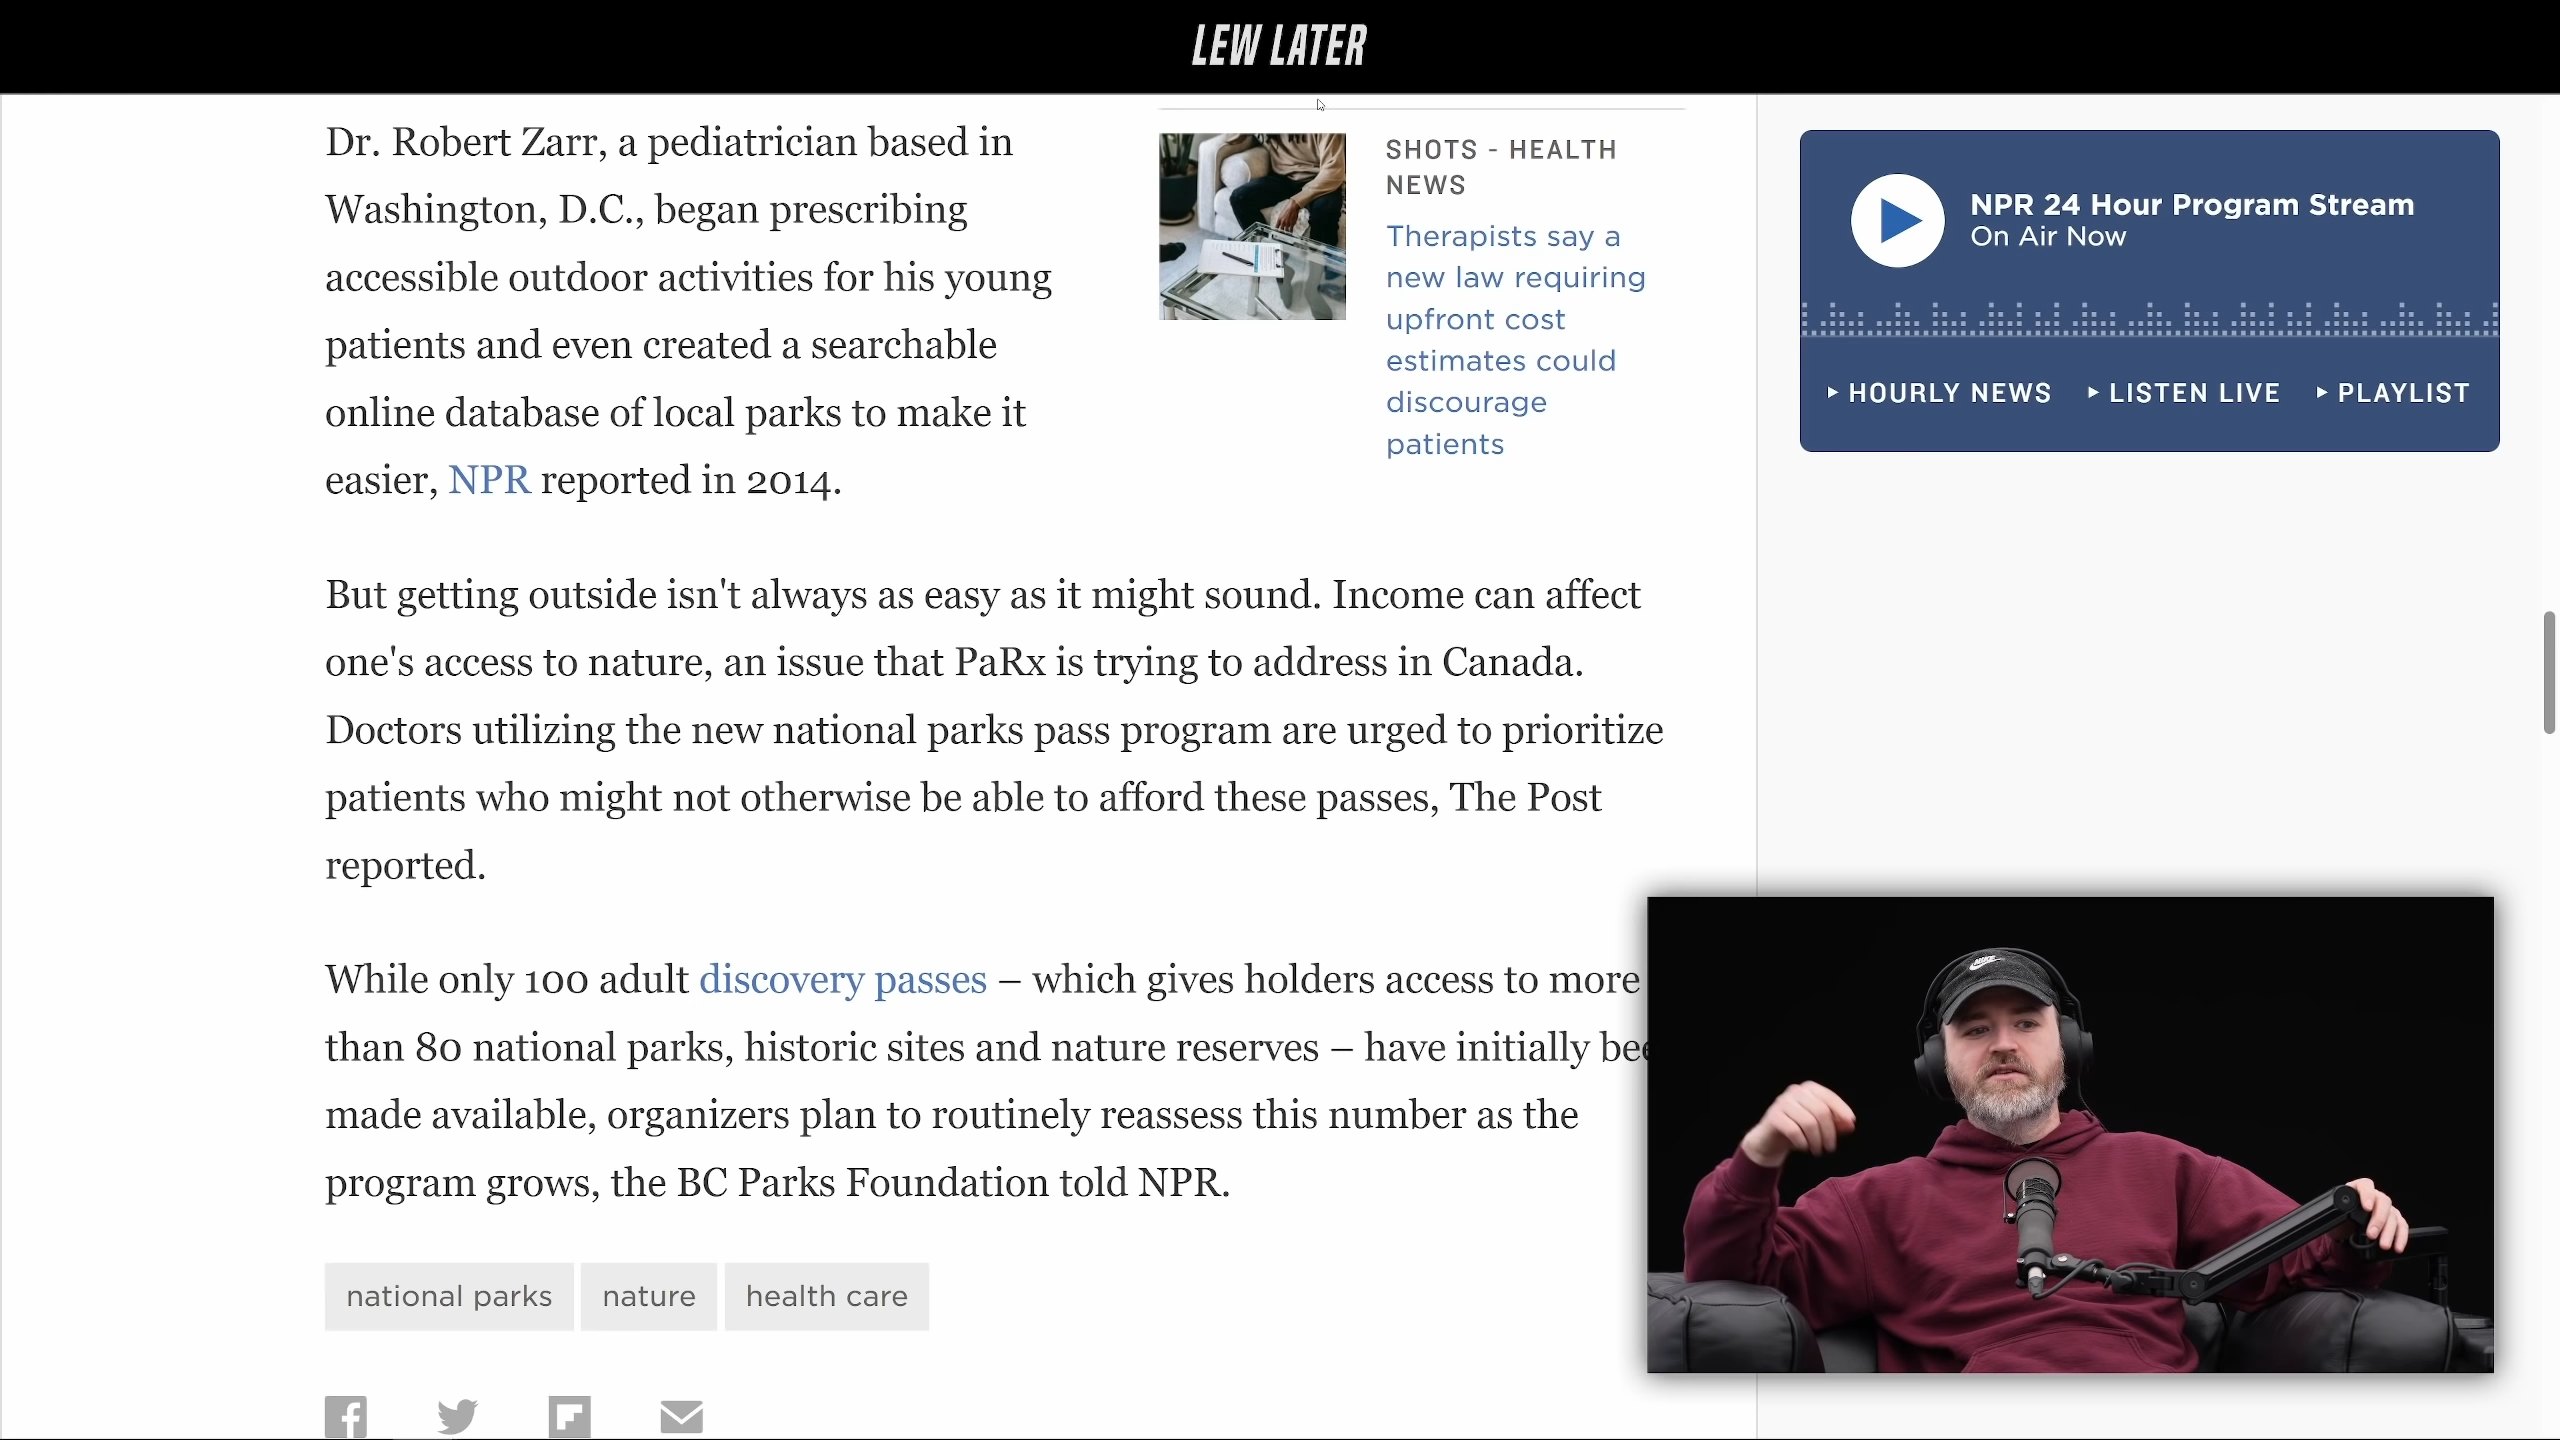 LEW LATER
Dr. Robert Zarr, a pediatrician based in
Washington, D.C., began prescribing
accessible outdoor activities for his young
patients and even created a searchable
online database of local parks to make it
easier, NPR reported in 2014.
SHOTS - HEALTH
NEWS
Therapists say a
new law requiring
upfront cost
estimates could
discourage
patients
NPR 24 Hour Program Stream
On Air Now
HOURLY NEWS
LISTEN LIVE
PLAYLIST
But getting outside isn't always as easy as it might sound. Income can affect
one's access to nature, an issue that PaRx is trying to address in Canada.
Doctors utilizing the new national parks pass program are urged to prioritize
patients who might not otherwise be able to afford these passes, The Post
reported.
While only 100 adult discovery passes – which gives holders access to more
than 80 national parks, historic sites and nature reserves – have initially
made available, organizers plan to routinely reassess this number as the
program grows, the BC Parks Foundation told NPR.
national parks
nature
health care
NIKE